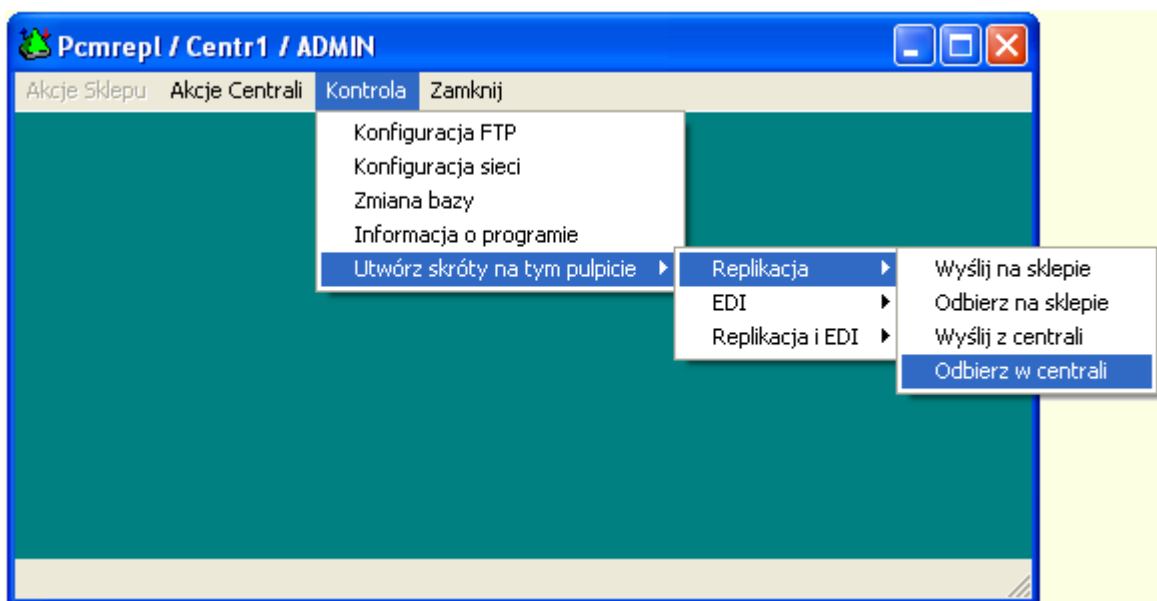 Pcmrepl / Centr1 / ADMIN
Akcje Sklepu Akcje Centrali Kontrola Zamknij
Konfiguracja FTP
Konfiguracja sieci
Zmiana bazy
Informacja o programie
Utwórz skróty na tym pulpicie
Replikacja
EDI
Replikacja i EDI
Wyślij na sklepie
Odbierz na sklepie
Wyślij z centrali
Odbierz w centrali